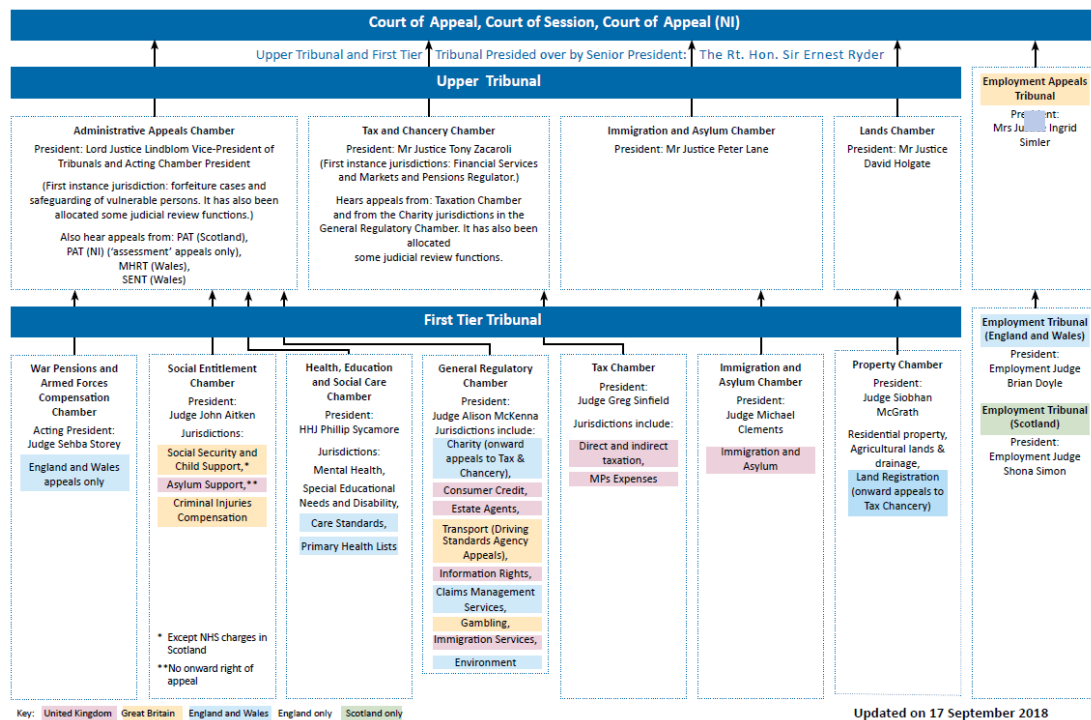 Court of Appeal, Court of Session, Court of Appeal (NI)
Upper Tribunal and First Tier Tribunal Presided over by Senior President: The Rt. Hon. Sir Ernest Ryder
Upper Tribunal
Administrative Appeals Chamber
President: Lord Justice Lindblom Vice-President of
Tribunals and Acting Chamber
President
(First instance jurisdiction: forfeiture cases and
safeguarding of vulnerable persons. It has also been
allocated some judicial review functions.)
Also hear appeals from: PAT (Scotland),
PAT (NI) ('assessment' appeals only),
MHRT (Wales),
SENT (Wales)
Tax and Chancery Chamber
President: Mr Justice Tony Zacaroli
(First instance jurisdictions: Financial Services
and Markets and Pensions Regulator.)
Hears appeals from: Taxation Chamber
and from the Charity jurisdictions in the
General Regulatory Chamber. It has also been
allocated
some judicial review functions.
Immigration and Asylum Chamber
President: Mr Justice Peter Lane
Lands Chamber
President: Mr Justice
David Holgate
Employment Appeals
Tribunal
President:
Mrs Ingrid
Simler
First Tier Tribunal
War Pensions and
Armed Forces
Compensation
Chamber
Acting President:
Judge Sehba Storey
England and Wales
appeals only
Social Entitlement
Chamber
President:
Judge John Aitken
Jurisdictions:
Social Security and
Child Support,*
Asylum Support,**
Criminal Injuries
Compensation
* Except NHS charges in
Scotland
**No onward right of
appeal
Health, Education
and Social Care
Chamber
President:
HHJ Phillip Sycamore
Jurisdictions:
Mental Health,
Special Educational
Needs and Disability,
Care Standards,
Primary Health Lists
General Regulatory
Chamber
President:
Judge Alison McKenna
Jurisdictions include:
Charity (onward
appeals to Tax &
Chancery),
Consumer Credit,
Estate Agents,
Transport (Driving
Standards Agency
Appeals),
Information Rights,
Claims Management
Services,
Gambling,
Immigration Services,
Environment
Tax Chamber
President:
Judge Greg Sinfield
Jurisdictions include:
Direct and indirect
taxation,
MPs Expenses
Immigration and
Asylum Chamber
President:
Judge Michael
Clements
Immigration and
Asylum
Property Chamber
President:
Judge Siobhan
McGrath
Residential property,
Agricultural lands &
drainage,
Land Registration
(onward appeals to
Tax Chancery)
Employment Tribunal
(England and Wales)
President:
Employment Judge
Brian Doyle
Employment Tribunal
(Scotland)
President:
Employment Judge
Shona Simon
Key: United Kingdom Great Britain England and Wales England only Scotland only
Updated on 17 September 2018